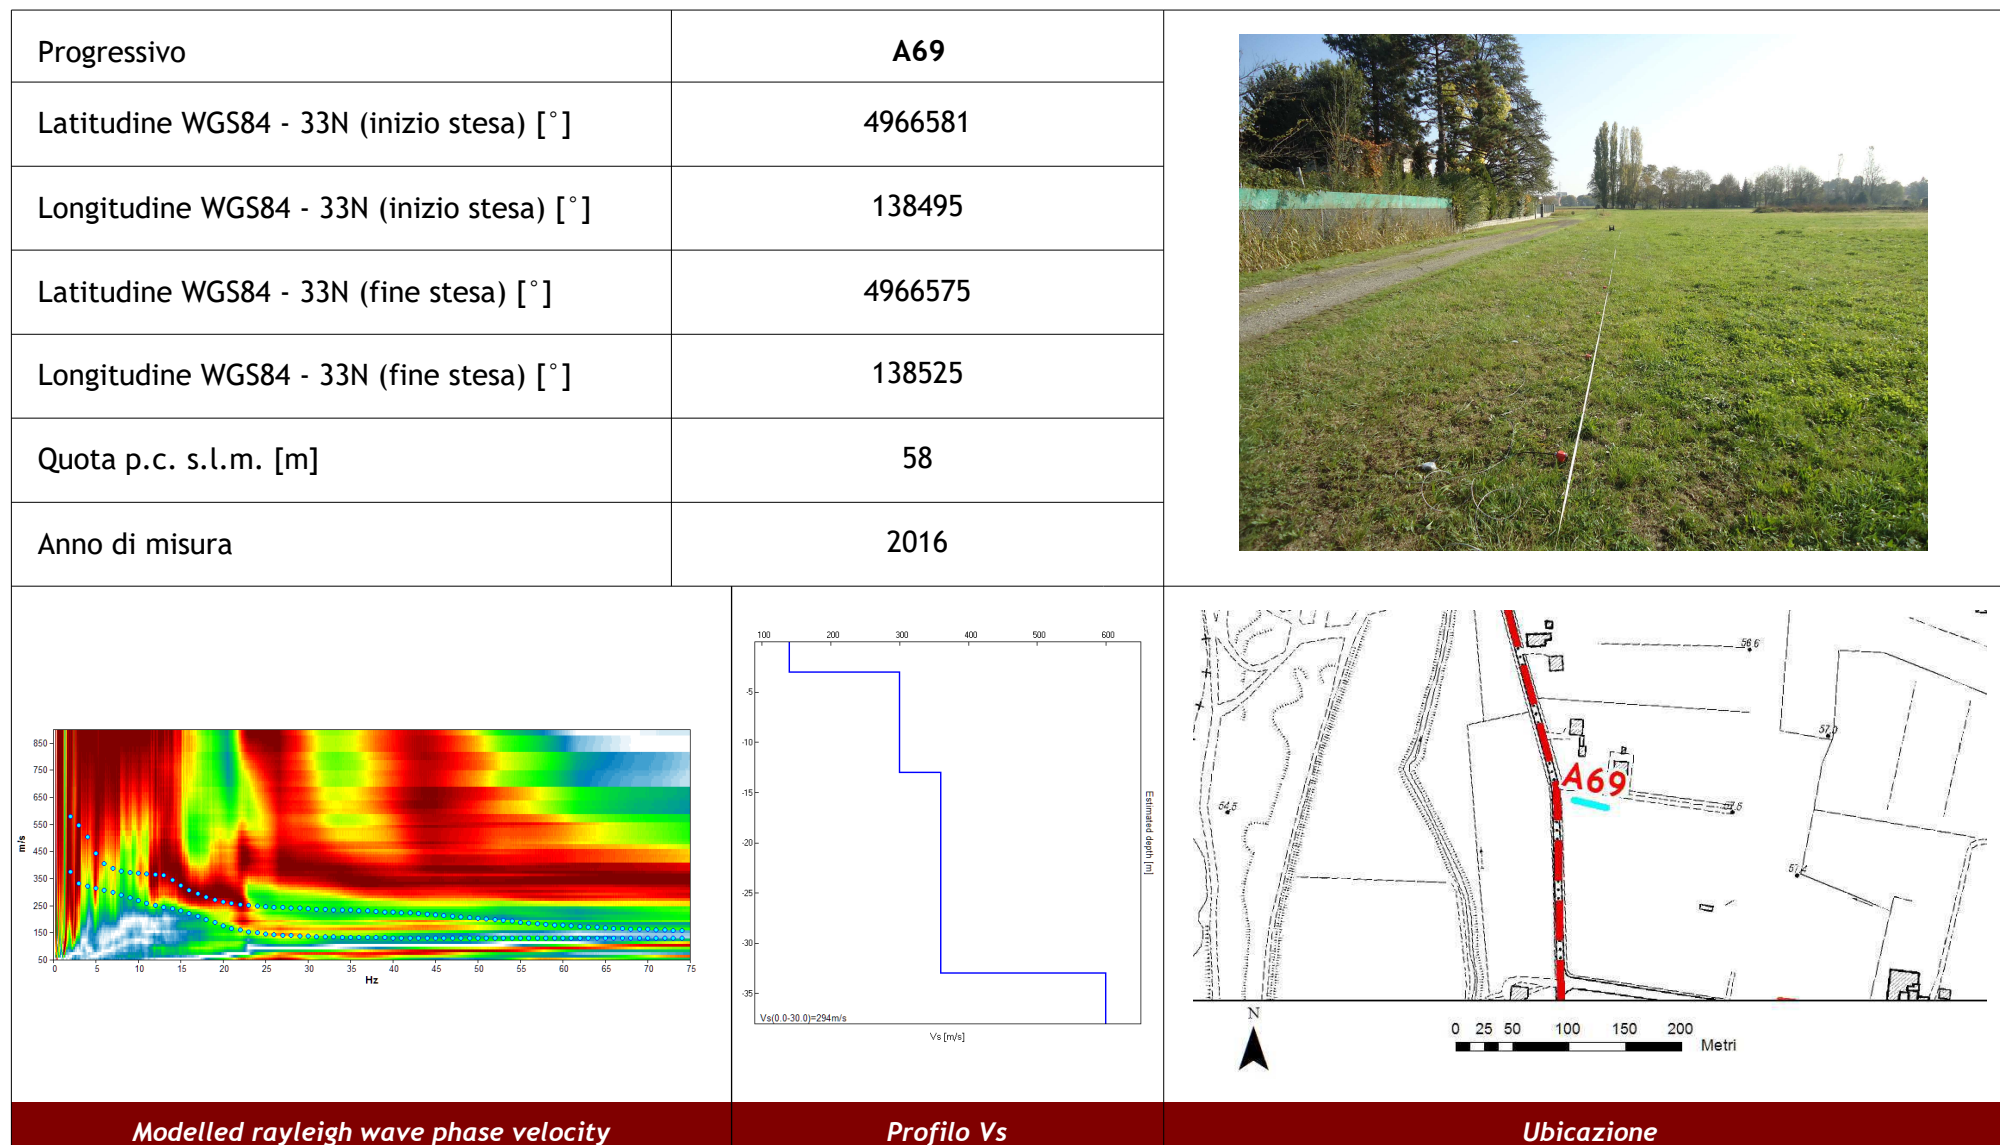 Progressivo A69
Latitudine WGS84 - 33N (inizio stesa) [°] 4966581
Longitudine WGS84 - 33N (inizio stesa) [°] 138495
Latitudine WGS84 - 33N (fine stesa) [°] 4966575
Longitudine WGS84 - 33N (fine stesa) [°] 138525
Quota p.c. s.l.m. [m] 58
Anno di misura 2016
850
750
650
550
450
350
250
150
50
m/s
0 5 10 15 20 25 30 35 40 45 50 55 60 65 70 75
Hz
100 200 300 400 500 600
-5
-10
-15
-20
-25
-30
-35
Estimated depth [m]
Vs(0.0-30.0)=294m/s
Vs [m/s]
56.6
A69
57.4
N
0 25 50 100 150 200
Metri
Modelled rayleigh wave phase velocity
Profilo Vs
Ubicazione